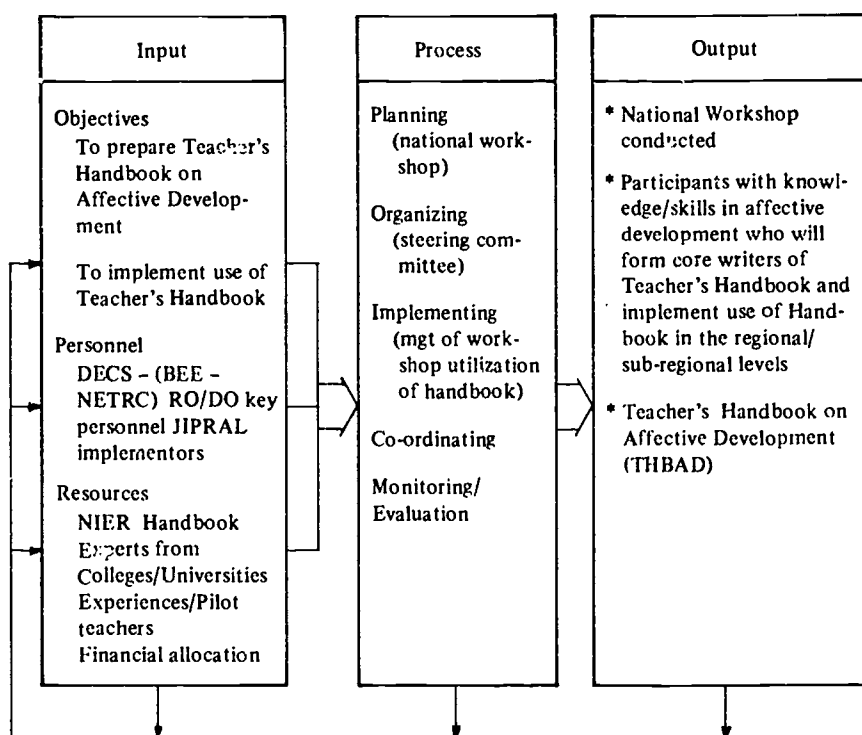 Input
Objectives
To prepare Teacher's
Handbook on
Affective Develop-
ment
To implement use of
Teacher's Handbook
Personnel
DECS – (BEE –
NETRC) RO/DO key
personnel JIPRAL
implementors
Resources
NIER Handbook
Experts from
Colleges/Universities
Experiences/Pilot
teachers
Financial allocation
Process
Planning
(national work-
shop)
Organizing
(steering com-
mittee)
Implementing
(mgt of work-
shop utilization
of handbook)
Co-ordinating
Monitoring/
Evaluation
Output
* National Workshop
conducted
* Participants with knowl-
edge/skills in affective
development who will
form core writers of
Teacher's Handbook and
implement use of Hand-
book in the regional/
sub-regional levels
* Teacher's Handbook on
Affective Development
(THBAD)